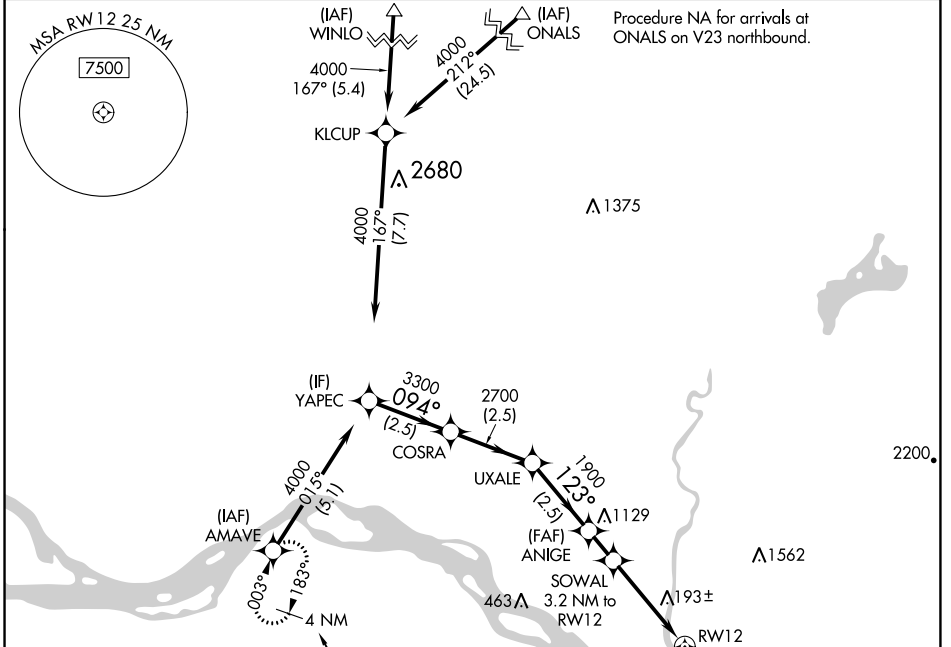 MSA RW 12 25 NM
7500
(IAF)
WINLO
(IAF)
ONALS
Procedure NA for arrivals at
ONALS on V23 northbound.
4000
167° (5.4)
4000
212°
(24.5)
KLCUP
2680
1375
4000
167°
(7.7)
(IF)
YAPEC
3300
094°
(2.5)
2700
(2.5)
COSRA
UXALE
1900
123°
(2.5)
2200
4000
015°
(5.1)
(IAF)
AMAVE
1129
(FAF)
ANIGE
1562
003°
183°
4 NM
SOWAL
3.2 NM to
RW12
463
193±
RW12